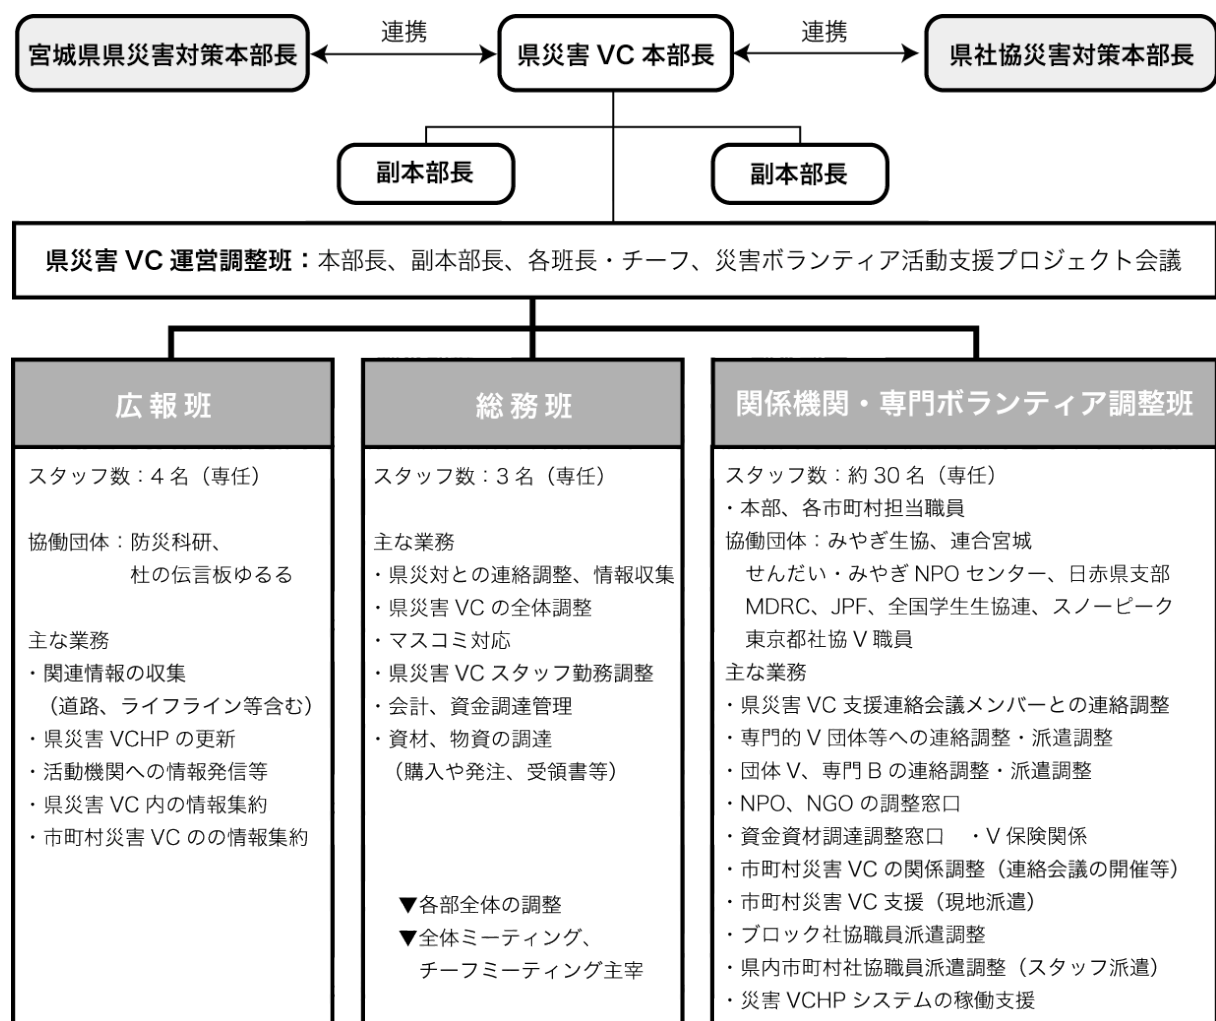 宮城県県災害対策本部長
連携
県災害 VC 本部長
連携
県社協災害対策本部長
副本部長
副本部長
県災害 VC 運営調整班：本部長、副本部長、各班長・チーフ、災害ボランティア活動支援プロジェクト会議
広報班
スタッフ数：4 名（専任）
協働団体：防災科研、
杜の伝言板ゆるる
主な業務
・関連情報の収集
（道路、ライフライン等含む）
・県災害 VCHP の更新
・活動機関への情報発信等
・県災害 VC 内の情報集約
・市町村災害 VC のの情報集約
総務班
スタッフ数：3 名（専任）
主な業務
・県災対との連絡調整、情報収集
・県災害 VC の全体調整
・マスコミ対応
・県災害 VC スタッフ勤務調整
・会計、資金調達管理
・資材、物資の調達
（購入や発注、受領書等）
▼各部全体の調整
▼全体ミーティング、
チーフミーティング主宰
関係機関・専門ボランティア調整班
スタッフ数：約 30 名（専任）
・本部、各市町村担当職員
協働団体：みやぎ生協、連合宮城
せんだい・みやぎ NPO センター、日赤県支部
MDRC、JPF、全国学生生協連、スノーピーク
東京都社協 V 職員
主な業務
・県災害 VC 支援連絡会議メンバーとの連絡調整
・専門的 V 団体等への連絡調整・派遣調整
・団体 V、専門 B の連絡調整・派遣調整
・NPO、NGO の調整窓口
・資金資材調達調整窓口　・V 保険関係
・市町村災害 VC の関係調整（連絡会議の開催等）
・市町村災害 VC 支援（現地派遣）
・ブロック社協職員派遣調整
・県内市町村社協職員派遣調整（スタッフ派遣）
・災害 VCHP システムの稼働支援